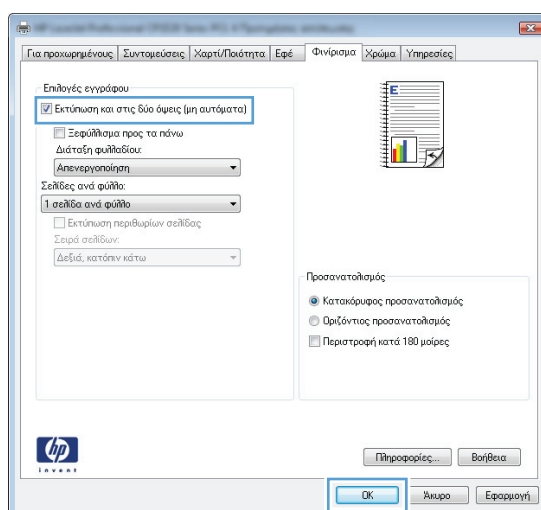 Για προχωρημένους Συντομεύσεις Χαρτί/Ποιότητα Εφέ Φινίρισμα Χρώμα Υπηρεσίες
Επιλογές εγγράφου
Εκτύπωση και στις δύο όψεις (μη αυτόματα)
Ξεφύλλισμα προς τα πάνω
Διάταξη φυλλαδίου:
Απενεργοποίηση
Σελίδες ανά φύλλο:
1 σελίδα ανά φύλλο
Εκτύπωση περιθωρίων σελίδας
Σειρά σελίδων:
Δεξιά, κατόπιν κάτω
E
Προσανατολισμός
Κατακόρυφος προσανατολισμός
Οριζόντιος προσανατολισμός
Περιστροφή κατά 180 μοίρες
hp
invent
Πληροφορίες... Βοήθεια
OK Άκυρο Εφαρμογή